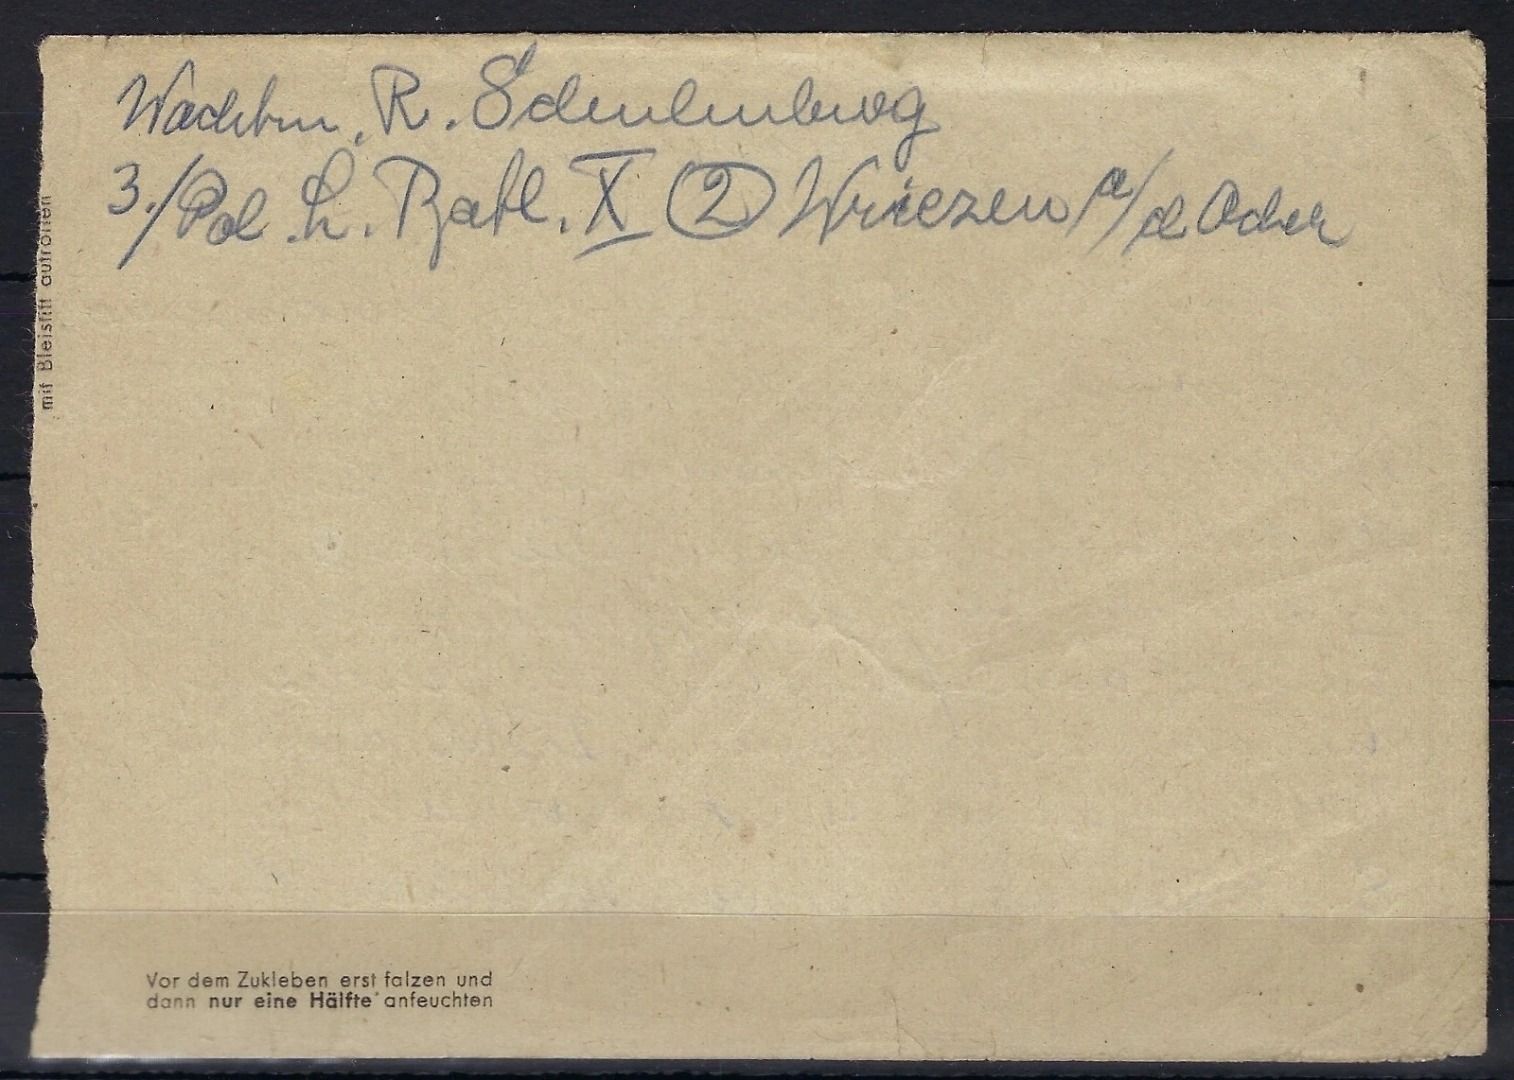 Wachtm. R. Schulenburg
3./Pol. L. Batl. X (2) Wriezen a/d Oder
mit Bleistift aufrollen
Vor dem Zukleben erst falzen und
dann nur eine Hälfte anfeuchten